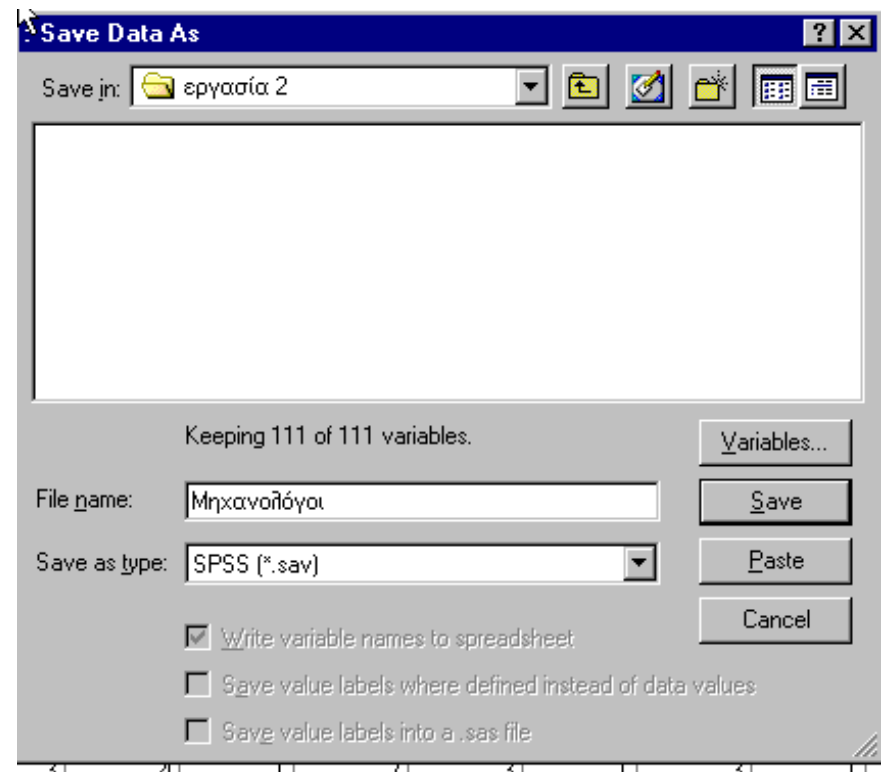 Save Data As
Save in: εργασία 2
Keeping 111 of 111 variables.
Variables...
File name: Μηχανολόγοι
Save
Save as type: SPSS (*.sav)
Paste
Cancel
Write variable names to spreadsheet
Save value labels where defined instead of data values
Save value labels into a .sas file